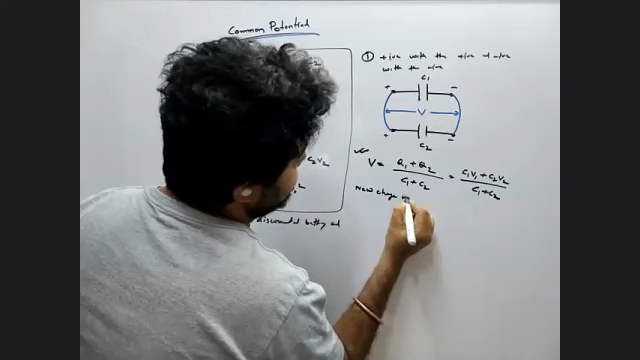 Common Potential
① +ive with the +ive & -ive
with the -ive
C₁
+ -
V
+ -
C₂
V = Q₁ + Q₂ / C₁ + C₂ = C₁V₁ + C₂V₂ / C₁ + C₂
C₂V₂
New charge
disconnected battery and